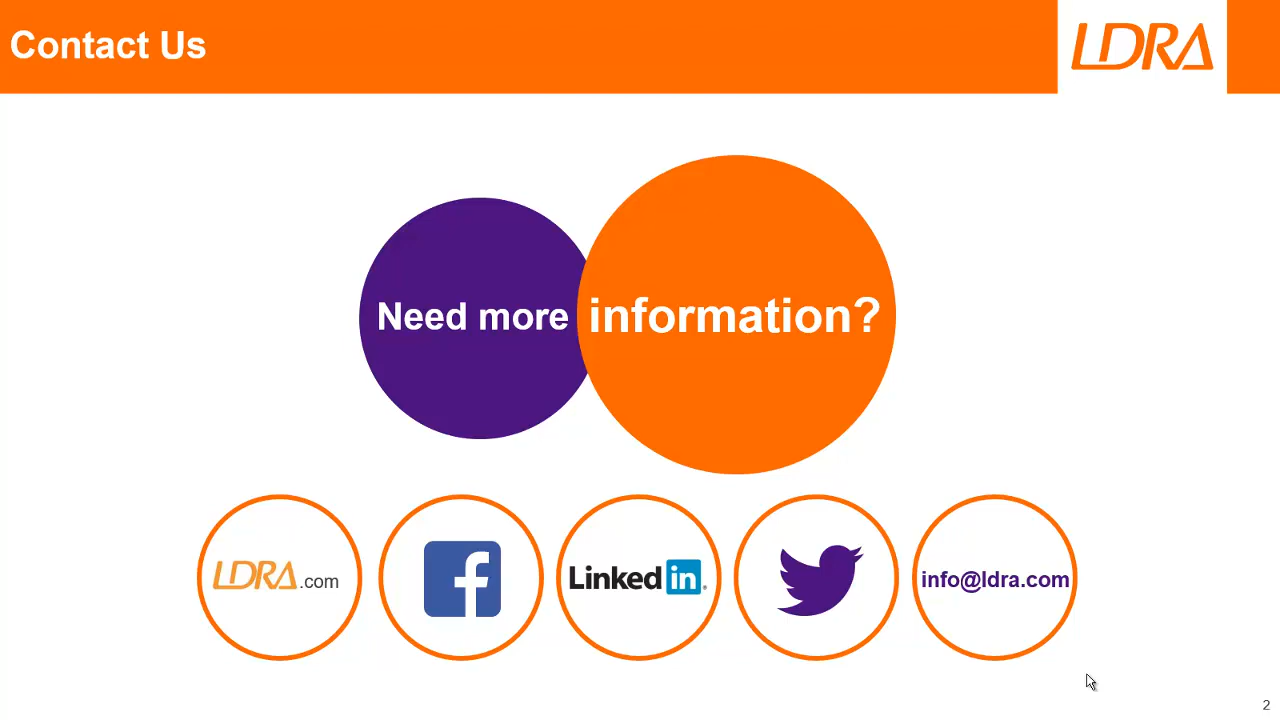 Contact Us
LDRA
Need more information?
LDRA.com
Linked in
info@ldra.com
2